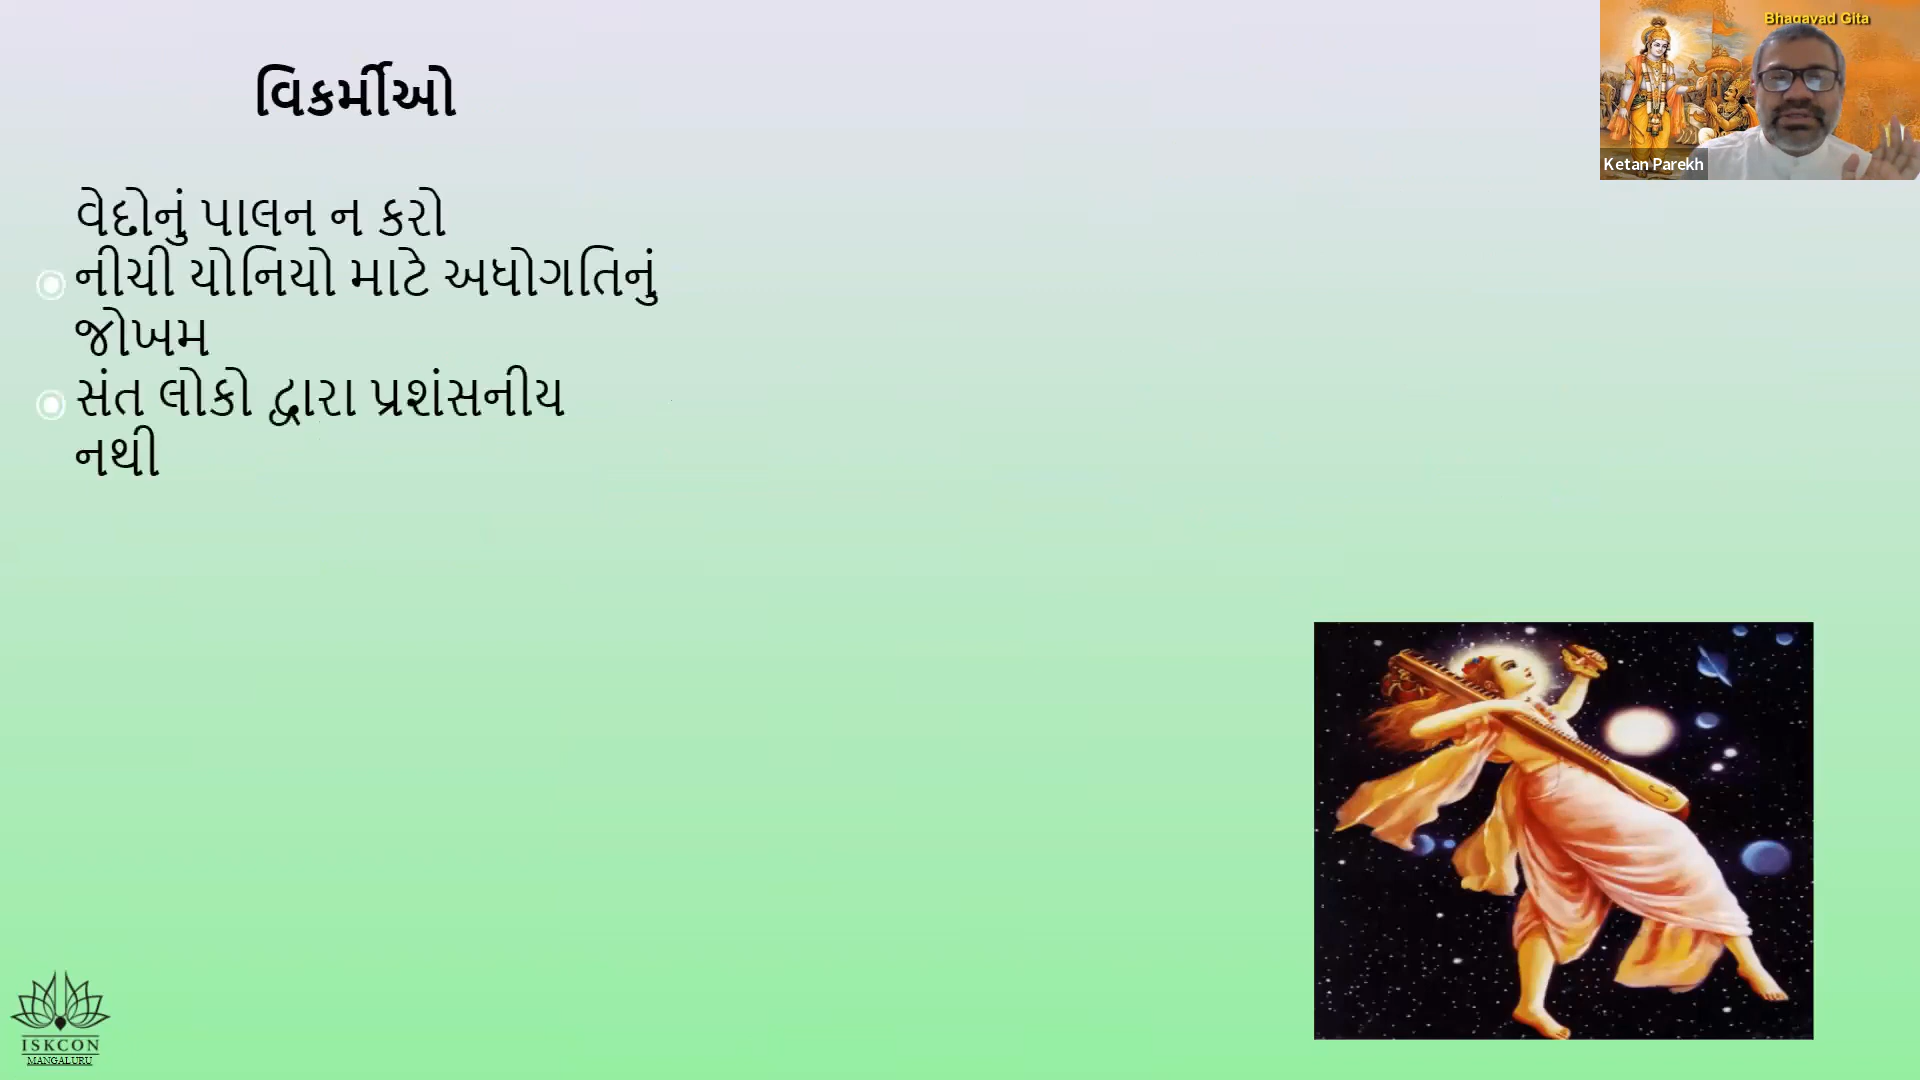 વિકર્મીઓ
વેદોનું પાલન ન કરો
નીચી યોનિયો માટે અધોગતિનું
જોખમ
સંત લોકો દ્વારા પ્રશંસનીય
નથી
Bhagavad Gita
Ketan Parekh
ISKCON
MANGALURU